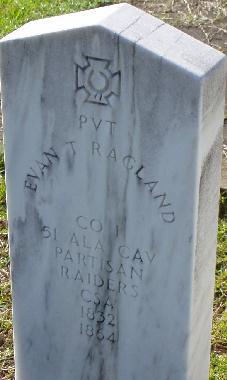 PVT
EVAN T RAGLAND
CO I
51 ALA CAV
PARTISAN
RAIDERS
CSA
1832
1864